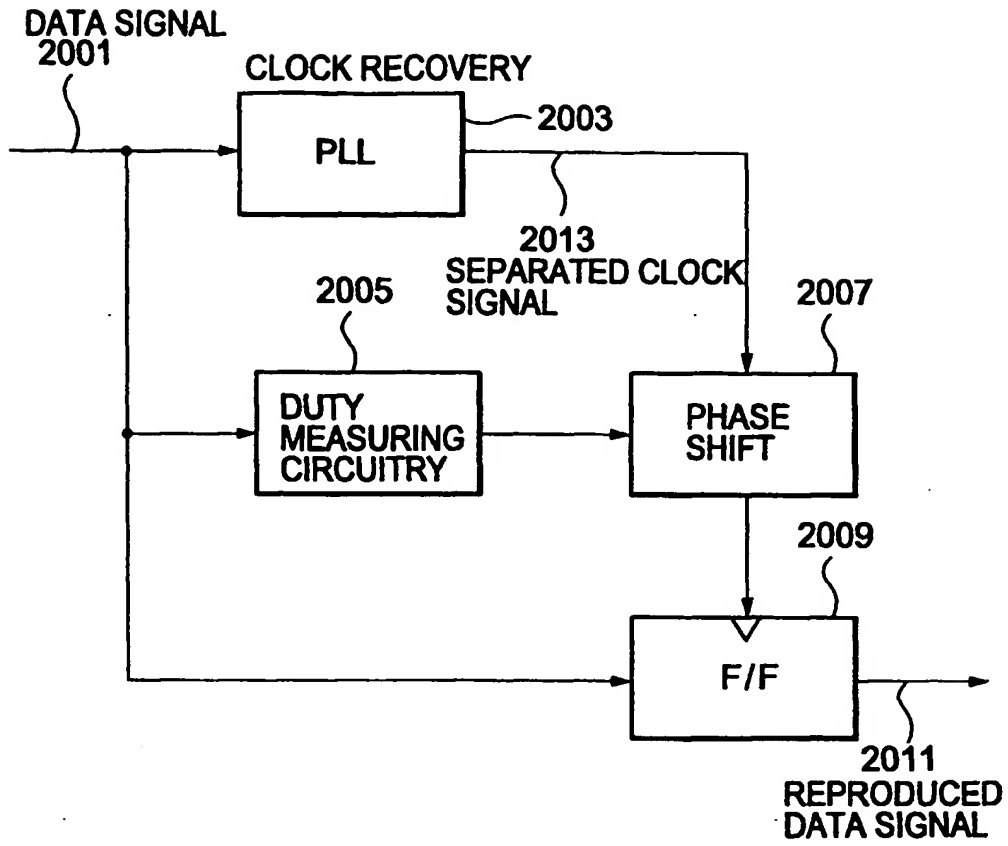 DATA SIGNAL
2001
CLOCK RECOVERY
PLL
2003
2013
SEPARATED CLOCK
SIGNAL
2005
DUTY
MEASURING
CIRCUITRY
2007
PHASE
SHIFT
2009
F/F
2011
REPRODUCED
DATA SIGNAL